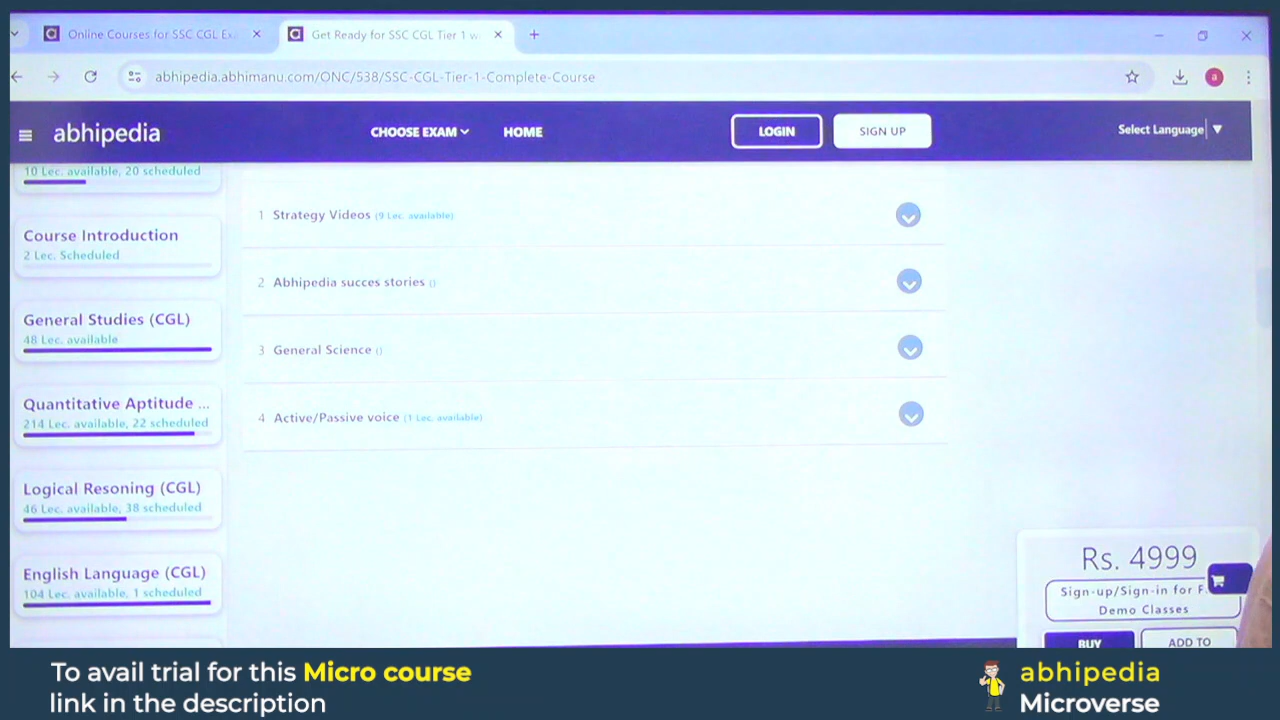 Online Courses for SSC CGL Ex
Get Ready for SSC CGL Tier 1 w
abhipedia.abhimanu.com/ONC/538/SSC-CGL-Tier-1-Complete-Course
a
abhipedia
CHOOSE EXAM
HOME
LOGIN
SIGN UP
Select Language
10 Lec. available, 20 scheduled
Course Introduction
2 Lec. Scheduled
General Studies (CGL)
48 Lec. available
Quantitative Aptitude ...
214 Lec. available, 22 scheduled
Logical Resoning (CGL)
46 Lec. available, 38 scheduled
English Language (CGL)
104 Lec. available, 1 scheduled
1 Strategy Videos (9 Lec. available)
2 Abhipedia succes stories ()
3 General Science ()
4 Active/Passive voice (1 Lec. available)
Rs. 4999
Sign-up/Sign-in for F
Demo Classes
BUY
ADD TO
To avail trial for this Micro course
link in the description
abhipedia
Microverse